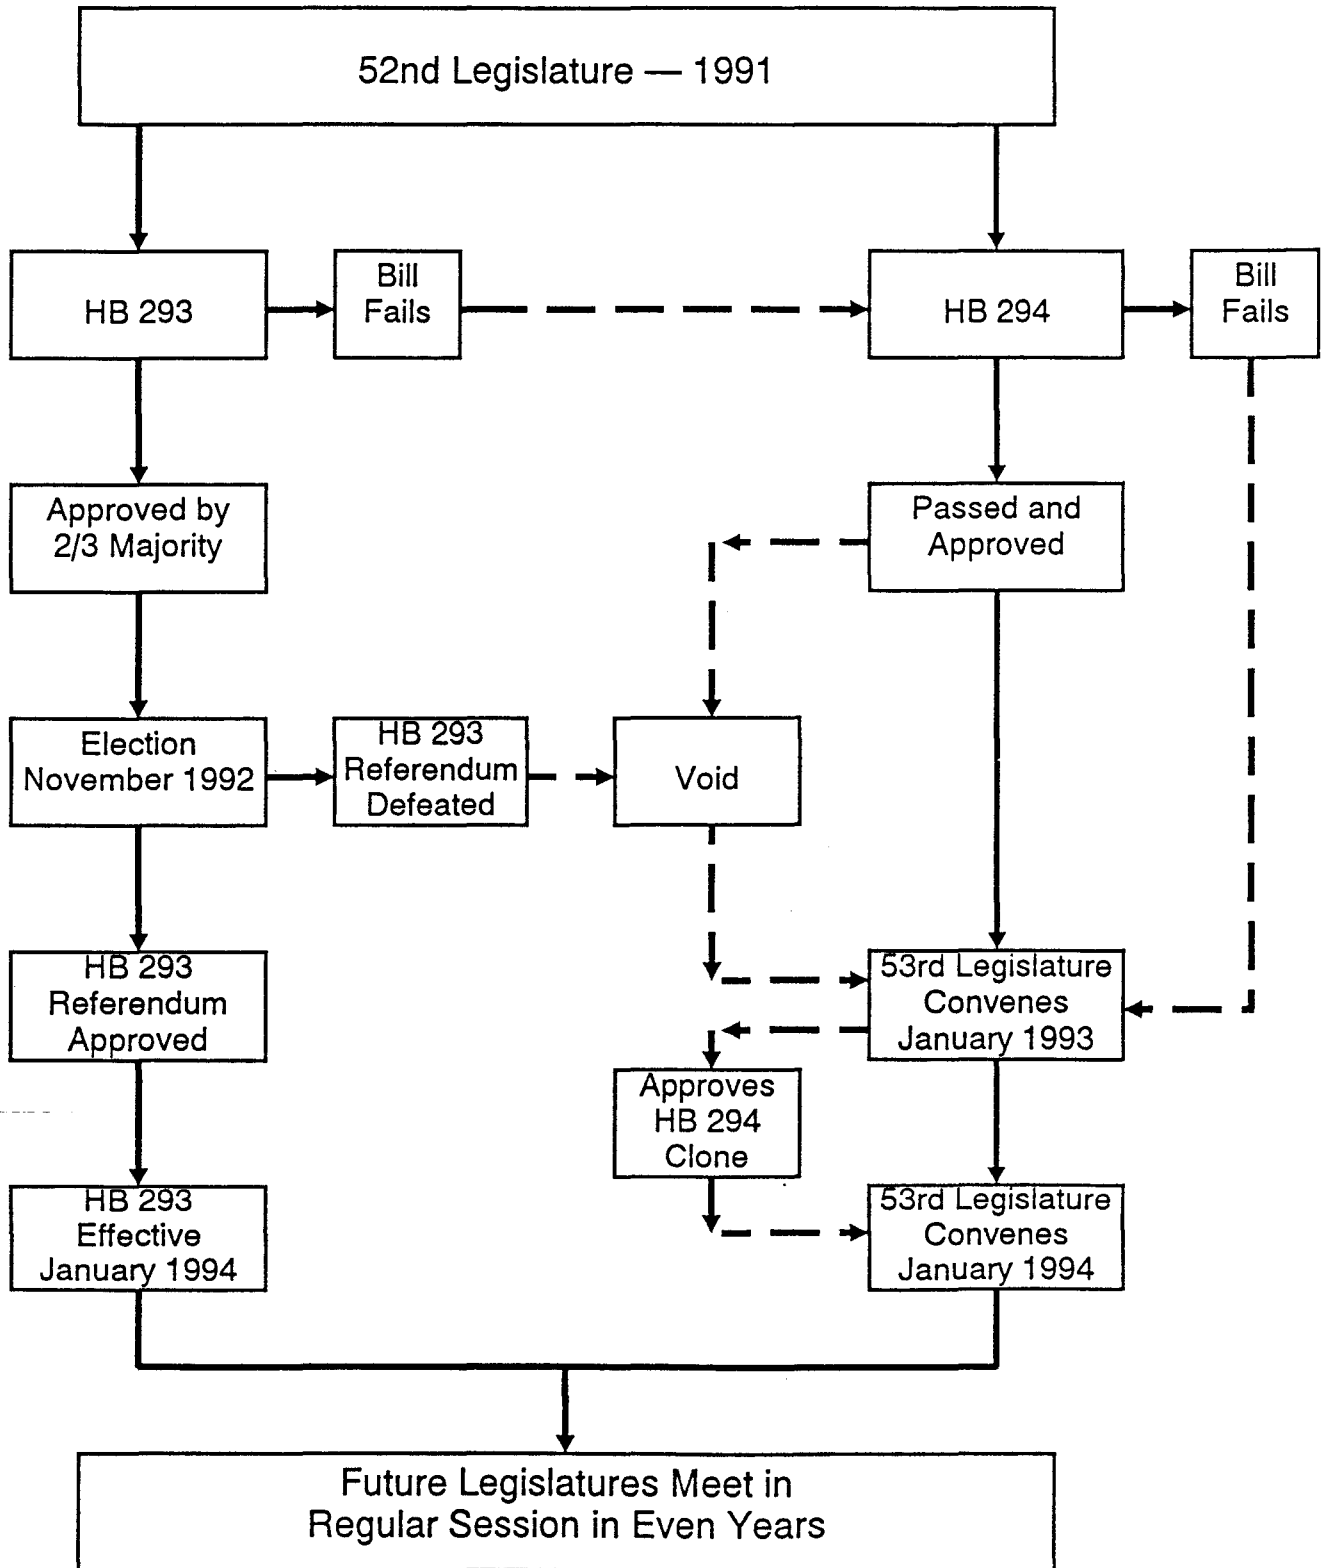 52nd Legislature — 1991
HB 293
Bill
Fails
HB 294
Bill
Fails
Approved by
2/3 Majority
Passed and
Approved
Election
November 1992
HB 293
Referendum
Defeated
Void
HB 293
Referendum
Approved
53rd Legislature
Convenes
January 1993
Approves
HB 294
Clone
HB 293
Effective
January 1994
53rd Legislature
Convenes
January 1994
Future Legislatures Meet in
Regular Session in Even Years